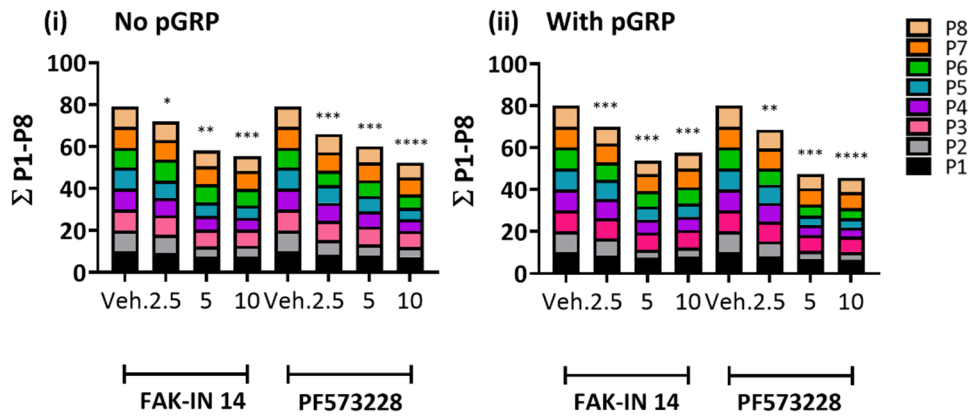 (i) No pGRP
100
80
60
40
20
0
Σ P1-P8
* ** *** *** *** ****
Veh. 2.5 5 10 Veh. 2.5 5 10
FAK-IN 14 PF573228
(ii) With pGRP
100
80
60
40
20
0
Σ P1-P8
*** *** *** ** *** ****
Veh. 2.5 5 10 Veh. 2.5 5 10
FAK-IN 14 PF573228
P8
P7
P6
P5
P4
P3
P2
P1